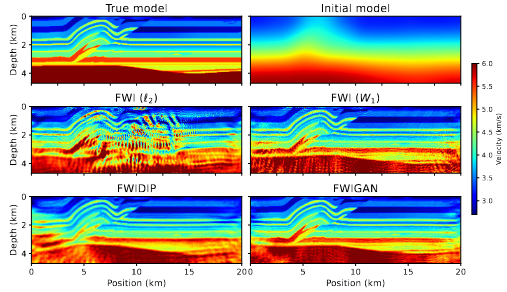 True model
Initial model
0
2
4
Depth (km)
FWI (ℓ₂)
FWI (W₁)
0
2
4
Depth (km)
FWIDIP
FWIGAN
0
2
4
Depth (km)
0 5 10 15 20
0 5 10 15 20
Position (km)
Position (km)
6.0
5.5
5.0
4.5
4.0
3.5
3.0
Velocity (km/s)